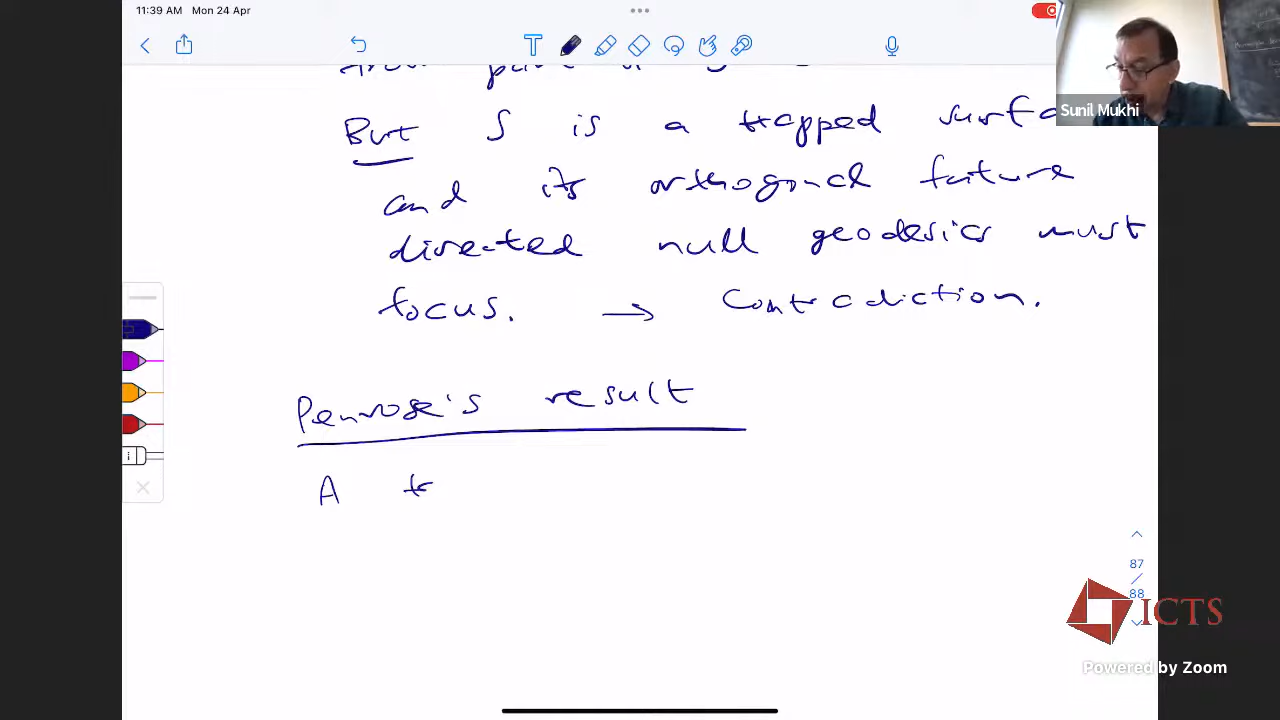 11:39 AM Mon 24 Apr
Sunil Mukhi
But S is a trapped
and its orthogonal future
directed null geodesics must
focus. → Contradiction.
Penrose's result
A tr
87
/
88
ICTS
Powered by Zoom